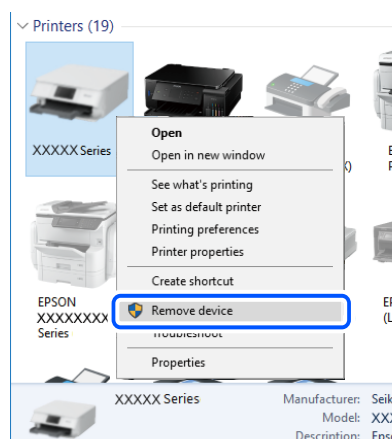 Printers (19)
XXXXX Series
Open
Open in new window
See what's printing
Set as default printer
Printing preferences
Printer properties
Create shortcut
Remove device
Troubleshoot
Properties
EPSON
XXXXXXXX
Series
XXXXX Series
Manufacturer:
Model:
Description: